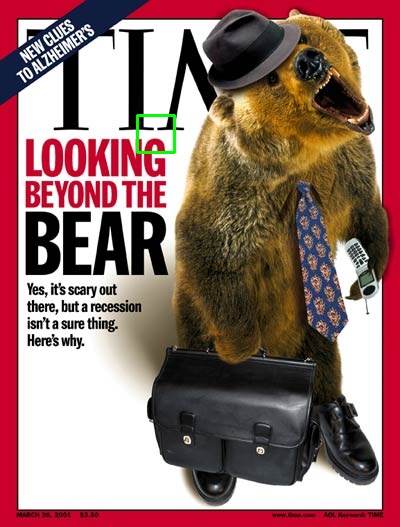 NEW CLUES
TO ALZHEIMER'S
TIME
LOOKING
BEYOND THE
BEAR
Yes, it's scary out
there, but a recession
isn't a sure thing.
Here's why.
MARCH 26, 2001 $3.50
www.time.com AOL Keyword: TIME